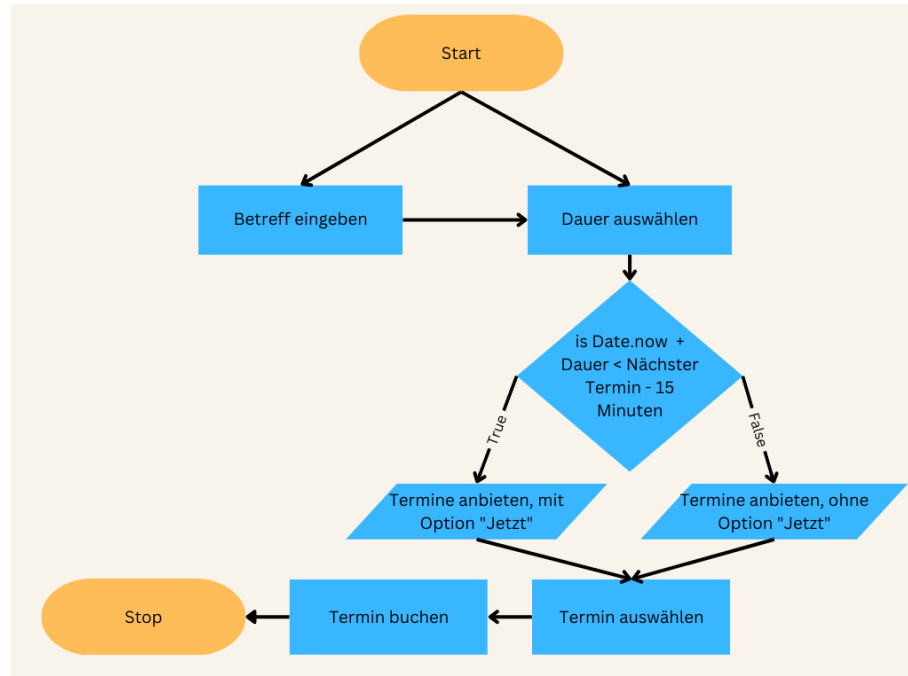 Start
Betreff eingeben
Dauer auswählen
is Date.now +
Dauer < Nächster
Termin - 15
Minuten
True
False
Termine anbieten, mit
Option "Jetzt"
Termine anbieten, ohne
Option "Jetzt"
Stop
Termin buchen
Termin auswählen